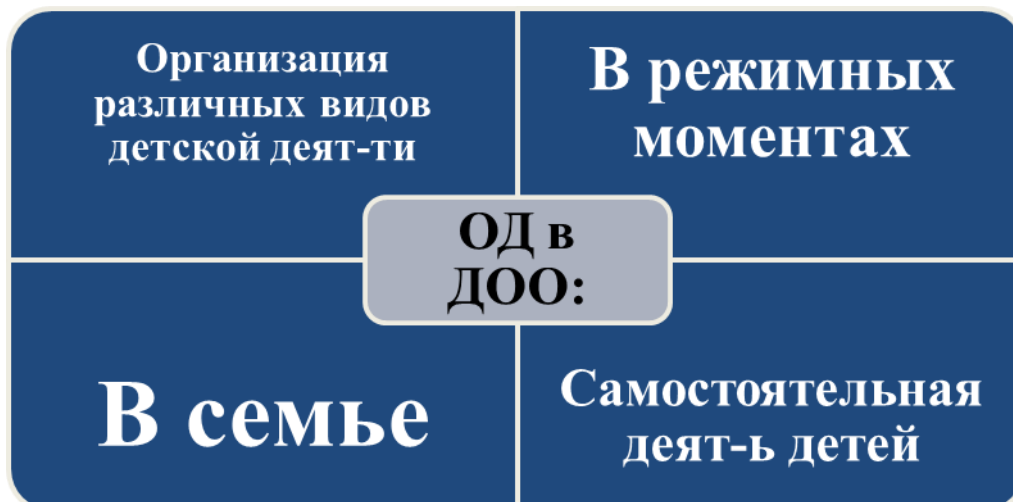 Организация
различных видов
детской деят-ти
В режимных
моментах
ОД в
ДОО:
В семье
Самостоятельная
деят-ь детей